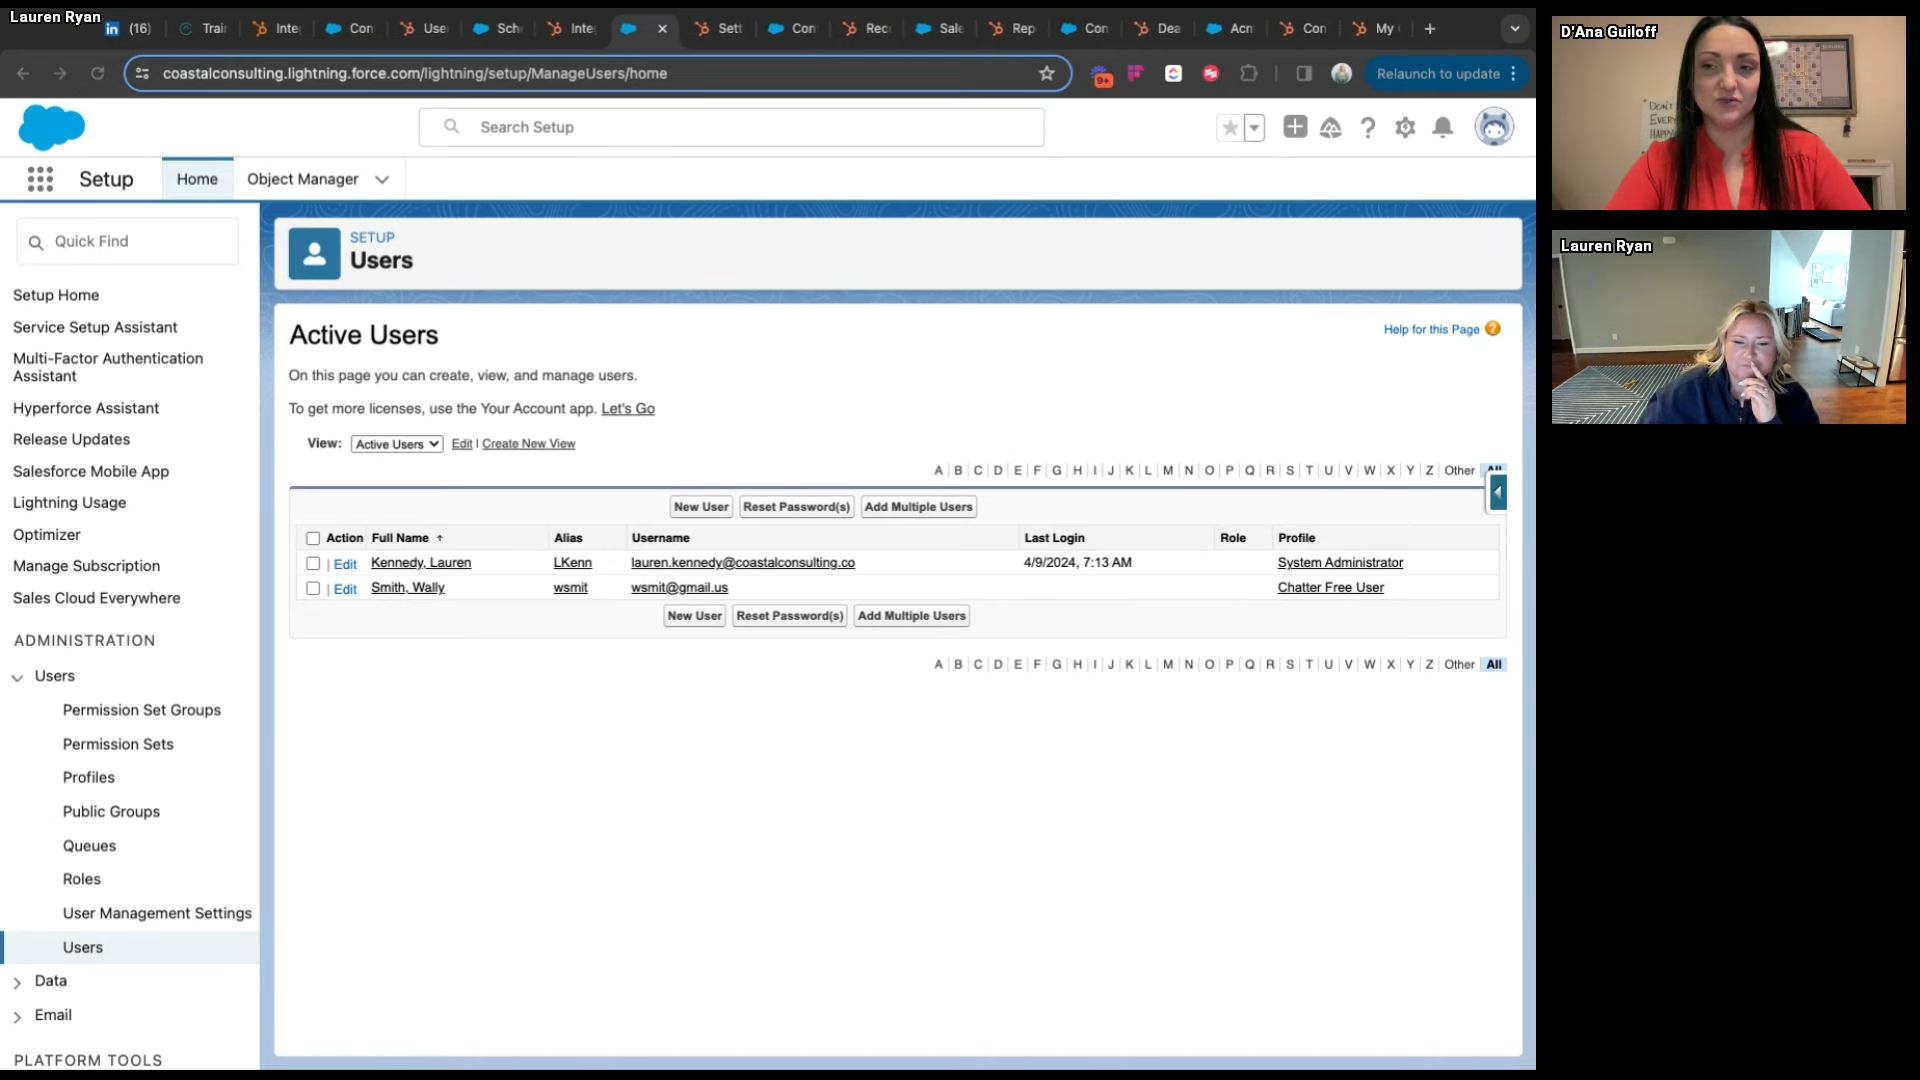 Lauren Ryan
(16)
Trair
Inte
Con
Use
Sch
Inte
Sett
Con
Rec
Sale
Rep
Con
Dea
Acm
Con
My
coastalconsulting.lightning.force.com/lightning/setup/ManageUsers/home
9+
Relaunch to update
Search Setup
Setup
Home
Object Manager
Quick Find
Setup Home
Service Setup Assistant
Multi-Factor Authentication
Assistant
Hyperforce Assistant
Release Updates
Salesforce Mobile App
Lightning Usage
Optimizer
Manage Subscription
Sales Cloud Everywhere
ADMINISTRATION
Users
Permission Set Groups
Permission Sets
Profiles
Public Groups
Queues
Roles
User Management Settings
Users
Data
Email
PLATFORM TOOLS
SETUP
Users
Active Users
Help for this Page ?
On this page you can create, view, and manage users.
To get more licenses, use the Your Account app. Let's Go
View: Active Users Edit | Create New View
A | B | C | D | E | F | G | H | I | J | K | L | M | N | O | P | Q | R | S | T | U | V | W | X | Y | Z | Other | All
New User Reset Password(s) Add Multiple Users
Action Full Name Alias Username Last Login Role Profile
| Edit Kennedy, Lauren LKenn lauren.kennedy@coastalconsulting.co 4/9/2024, 7:13 AM System Administrator
| Edit Smith, Wally wsmit wsmit@gmail.us Chatter Free User
New User Reset Password(s) Add Multiple Users
A | B | C | D | E | F | G | H | I | J | K | L | M | N | O | P | Q | R | S | T | U | V | W | X | Y | Z | Other | All
D'Ana Guiloff
DON'T
EVERY
HAPPY
Lauren Ryan